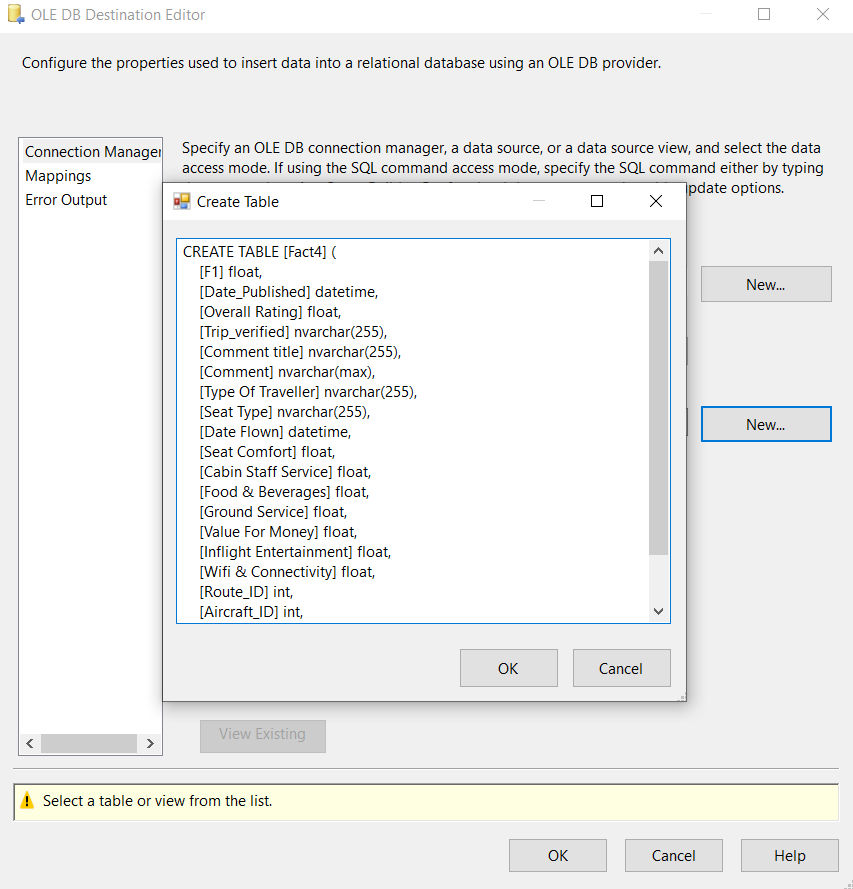 OLE DB Destination Editor
Configure the properties used to insert data into a relational database using an OLE DB provider.
Connection Manager
Mappings
Error Output
Specify an OLE DB connection manager, a data source, or a data source view, and select the data
access mode. If using the SQL command access mode, specify the SQL command either by typing
update options.
Create Table
CREATE TABLE [Fact4] (
[F1] float,
[Date_Published] datetime,
[Overall Rating] float,
[Trip_verified] nvarchar(255),
[Comment title] nvarchar(255),
[Comment] nvarchar(max),
[Type Of Traveller] nvarchar(255),
[Seat Type] nvarchar(255),
[Date Flown] datetime,
[Seat Comfort] float,
[Cabin Staff Service] float,
[Food & Beverages] float,
[Ground Service] float,
[Value For Money] float,
[Inflight Entertainment] float,
[Wifi & Connectivity] float,
[Route_ID] int,
[Aircraft_ID] int,
OK
Cancel
New...
New...
View Existing
Select a table or view from the list.
OK
Cancel
Help